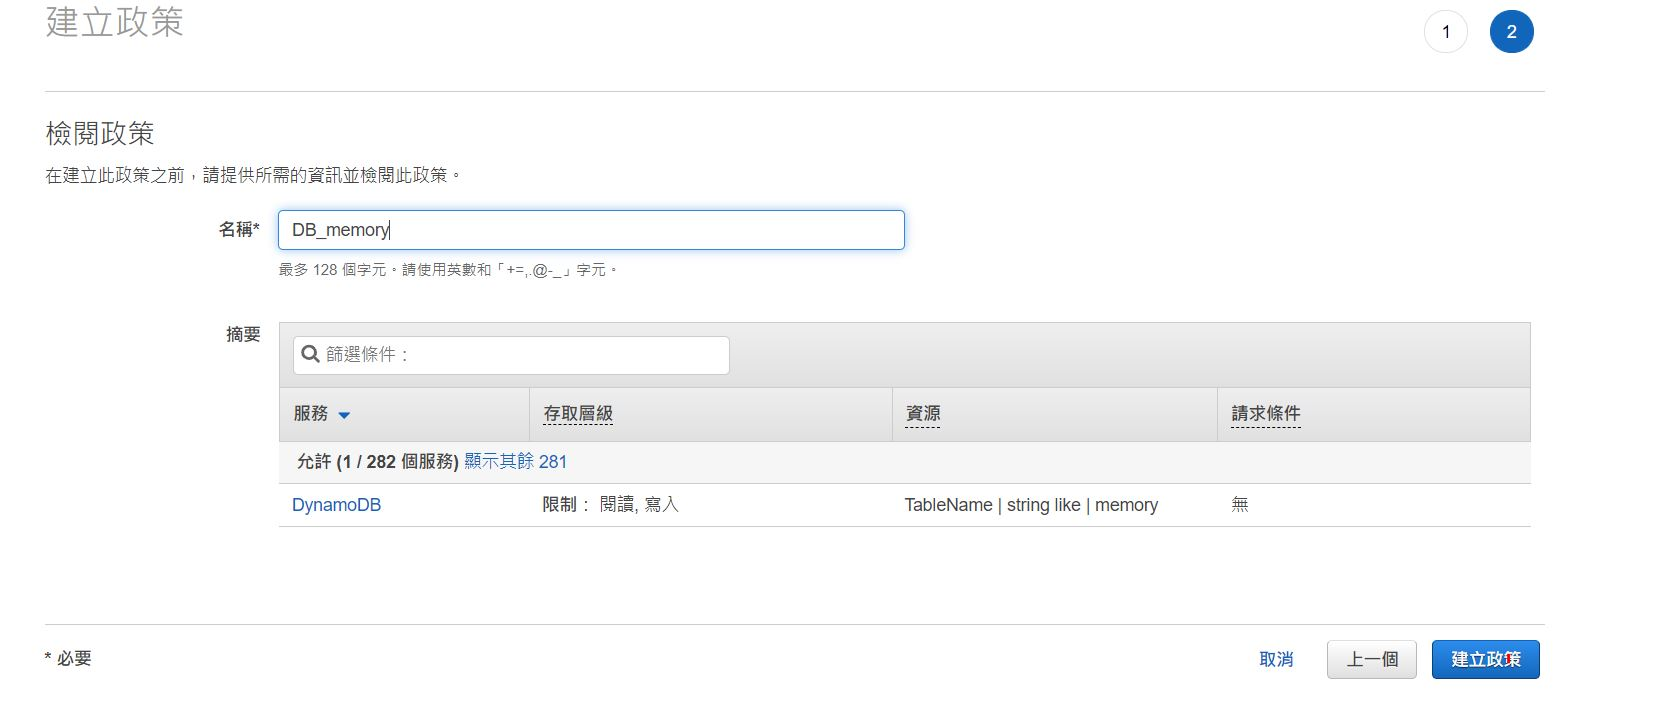 建立政策
1
2
檢閱政策
在建立此政策之前，請提供所需的資訊並檢閱此政策。
名稱*
DB_memory
最多 128 個字元。請使用英數和「+=,.@-_」字元。
摘要
篩選條件：
服務
存取層級
資源
請求條件
允許 (1 / 282 個服務) 顯示其餘 281
DynamoDB
限制： 閱讀, 寫入
TableName | string like | memory
無
* 必要
取消
上一個
建立政策